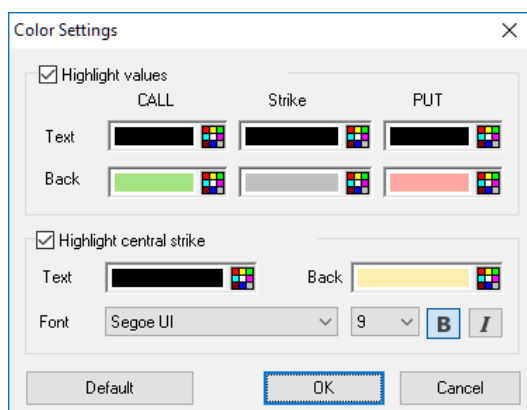 Color Settings
Highlight values
CALL Strike PUT
Text
Back
Highlight central strike
Text Back
Font Segoe UI 9 B I
Default OK Cancel